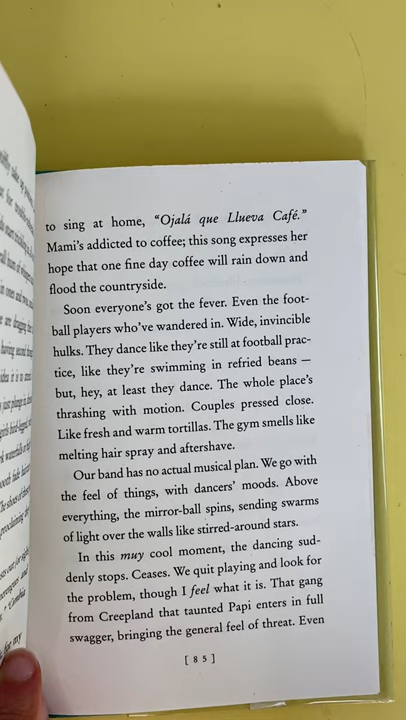 to sing at home, “Ojalá que Llueva Café.”
Mami’s addicted to coffee; this song expresses her
hope that one fine day coffee will rain down and
flood the countryside.
Soon everyone’s got the fever. Even the foot-
ball players who’ve wandered in. Wide, invincible
hulks. They dance like they’re still at football prac-
tice, like they’re swimming in refried beans —
but, hey, at least they dance. The whole place’s
thrashing with motion. Couples pressed close.
Like fresh and warm tortillas. The gym smells like
melting hair spray and aftershave.
Our band has no actual musical plan. We go with
the feel of things, with dancers’ moods. Above
everything, the mirror-ball spins, sending swarms
of light over the walls like stirred-around stars.
In this muy cool moment, the dancing sud-
denly stops. Ceases. We quit playing and look for
the problem, though I feel what it is. That gang
from Creepland that taunted Papi enters in full
swagger, bringing the general feel of threat. Even
[ 8 5 ]